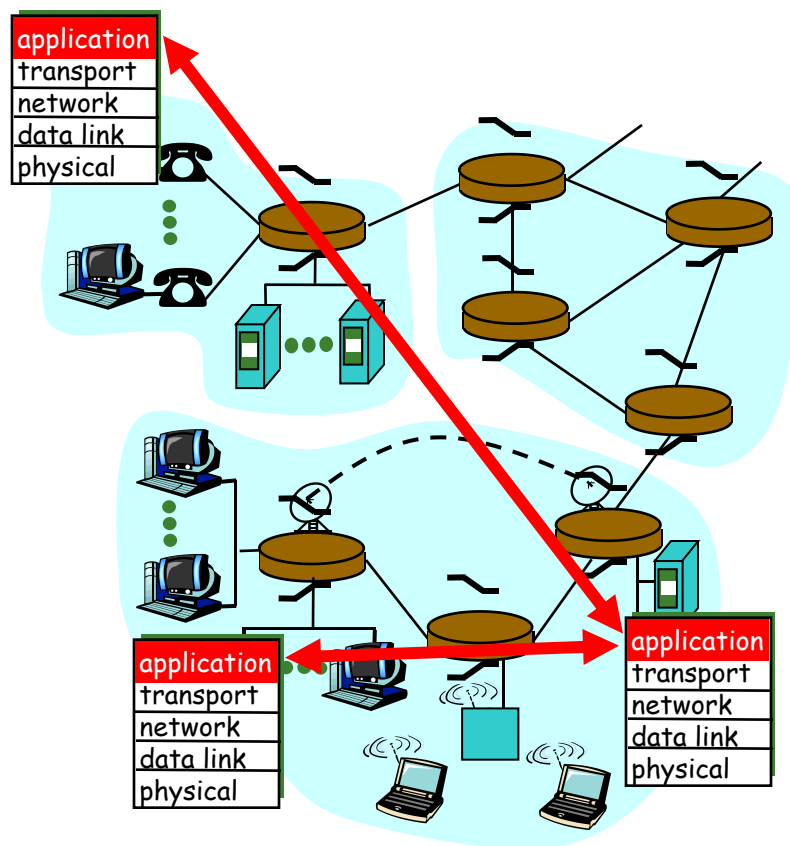 application
transport
network
data link
physical
application
transport
network
data link
physical
application
transport
network
data link
physical